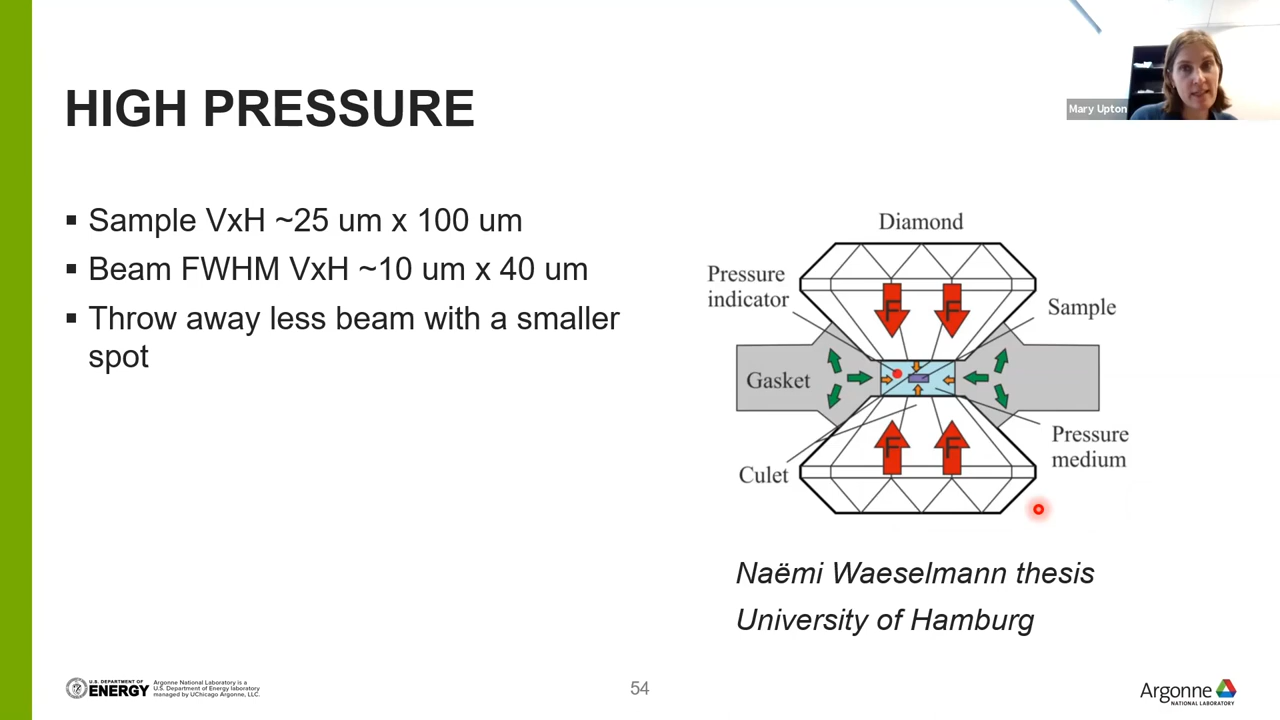 Mary Upton
HIGH PRESSURE
▪ Sample VxH ~25 um x 100 um
▪ Beam FWHM VxH ~10 um x 40 um
▪ Throw away less beam with a smaller
spot
Diamond
Pressure
indicator
Sample
F F
Gasket
F F
Culet
Pressure
medium
Naëmi Waeselmann thesis
University of Hamburg
U.S. DEPARTMENT OF
ENERGY
Argonne National Laboratory is a
U.S. Department of Energy laboratory
managed by UChicago Argonne, LLC.
54
Argonne
NATIONAL LABORATORY